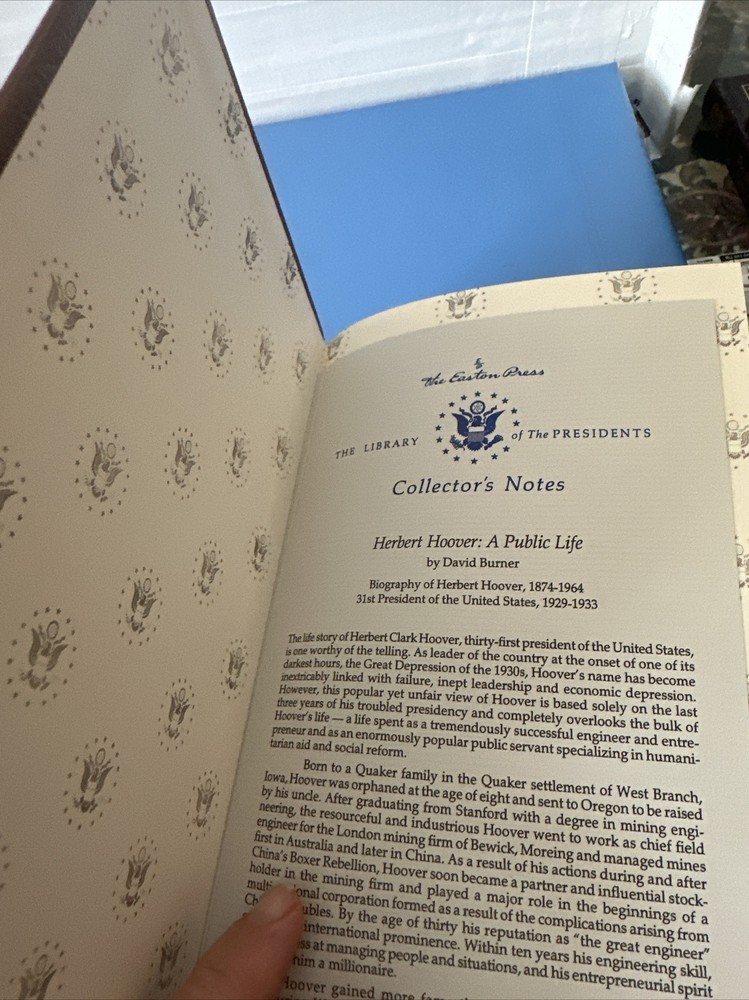 The Easton Press
THE LIBRARY of The PRESIDENTS
Collector's Notes
Herbert Hoover: A Public Life
by David Burner
Biography of Herbert Hoover, 1874-1964
31st President of the United States, 1929-1933
The life story of Herbert Clark Hoover, thirty-first president of the United States,
is one worthy of the telling. As leader of the country at the onset of one of its
darkest hours, the Great Depression of the 1930s, Hoover's name has become
inextricably linked with failure, inept leadership and economic depression.
However, this popular yet unfair view of Hoover is based solely on the last
three years of his troubled presidency and completely overlooks the bulk of
Hoover's life — a life spent as a tremendously successful engineer and entre-
preneur and as an enormously popular public servant specializing in humani-
tarian aid and social reform.
Born to a Quaker family in the Quaker settlement of West Branch,
Iowa, Hoover was orphaned at the age of eight and sent to Oregon to be raised
by his uncle. After graduating from Stanford with a degree in mining engi-
neering, the resourceful and industrious Hoover went to work as chief field
engineer for the London mining firm of Bewick, Moreing and managed mines
first in Australia and later in China. As a result of his actions during and after
China's Boxer Rebellion, Hoover soon became a partner and influential stock-
holder in the mining firm and played a major role in the beginnings of a
corporation formed as a result of the complications arising from
By the age of thirty his reputation as "the great engineer"
international prominence. Within ten years his engineering skill,
at managing people and situations, and his entrepreneurial spirit
him a millionaire.
Hoover gained more